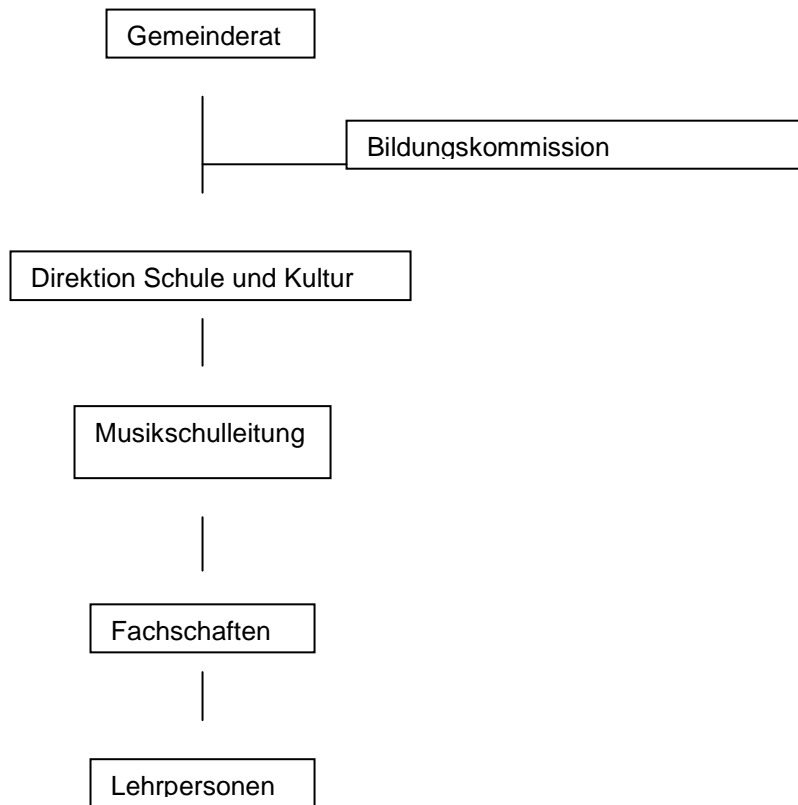 Gemeinderat
Bildungskommission
Direktion Schule und Kultur
Musikschulleitung
Fachschaften
Lehrpersonen